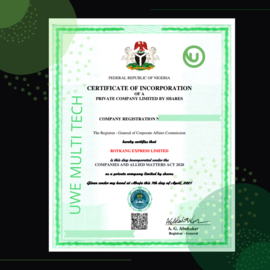 FEDERAL REPUBLIC OF NIGERIA
CERTIFICATE OF INCORPORATION
OF A
PRIVATE COMPANY LIMITED BY SHARES
COMPANY REGISTRATION N
The Registrar - General of Corporate Affairs Commission
hereby certifies that
BOTKANG EXPRESS LIMITED
is this day incorporated under the
COMPANIES AND ALLIED MATTERS ACT 2020
as a private company limited by shares.
Given under my hand at Abuja this 7th of April, 2021
A. G. Abubakar
Registrar - General
UWE MULTI TECH